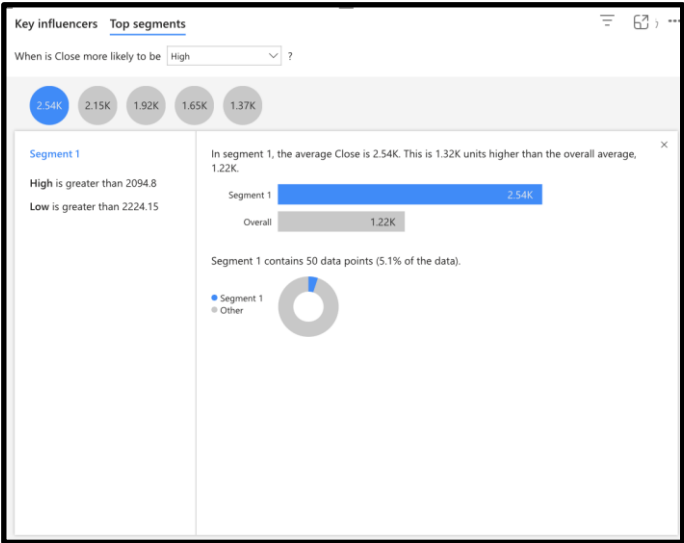 Key influencers Top segments
When is Close more likely to be High ?
2.54K 2.15K 1.92K 1.65K 1.37K
Segment 1
High is greater than 2094.8
Low is greater than 2224.15
In segment 1, the average Close is 2.54K. This is 1.32K units higher than the overall average,
1.22K.
Segment 1 2.54K
Overall 1.22K
Segment 1 contains 50 data points (5.1% of the data).
Segment 1
Other